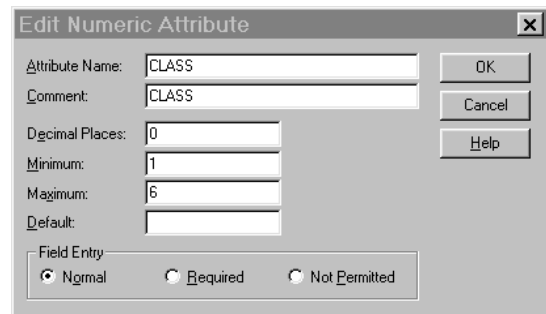 Edit Numeric Attribute
Attribute Name: CLASS OK
Comment: CLASS Cancel
Decimal Places: 0 Help
Minimum: 1
Maximum: 6
Default:
Field Entry
Normal Required Not Permitted